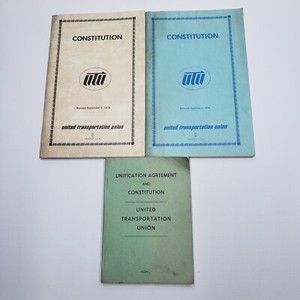 CONSTITUTION
utu
united transportation union
CONSTITUTION
utu
united transportation union
UNIFICATION AGREEMENT
AND
CONSTITUTION
UNITED
TRANSPORTATION
UNION